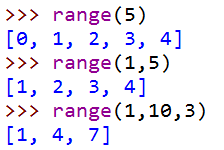 >>> range(5)
[0, 1, 2, 3, 4]
>>> range(1,5)
[1, 2, 3, 4]
>>> range(1,10,3)
[1, 4, 7]